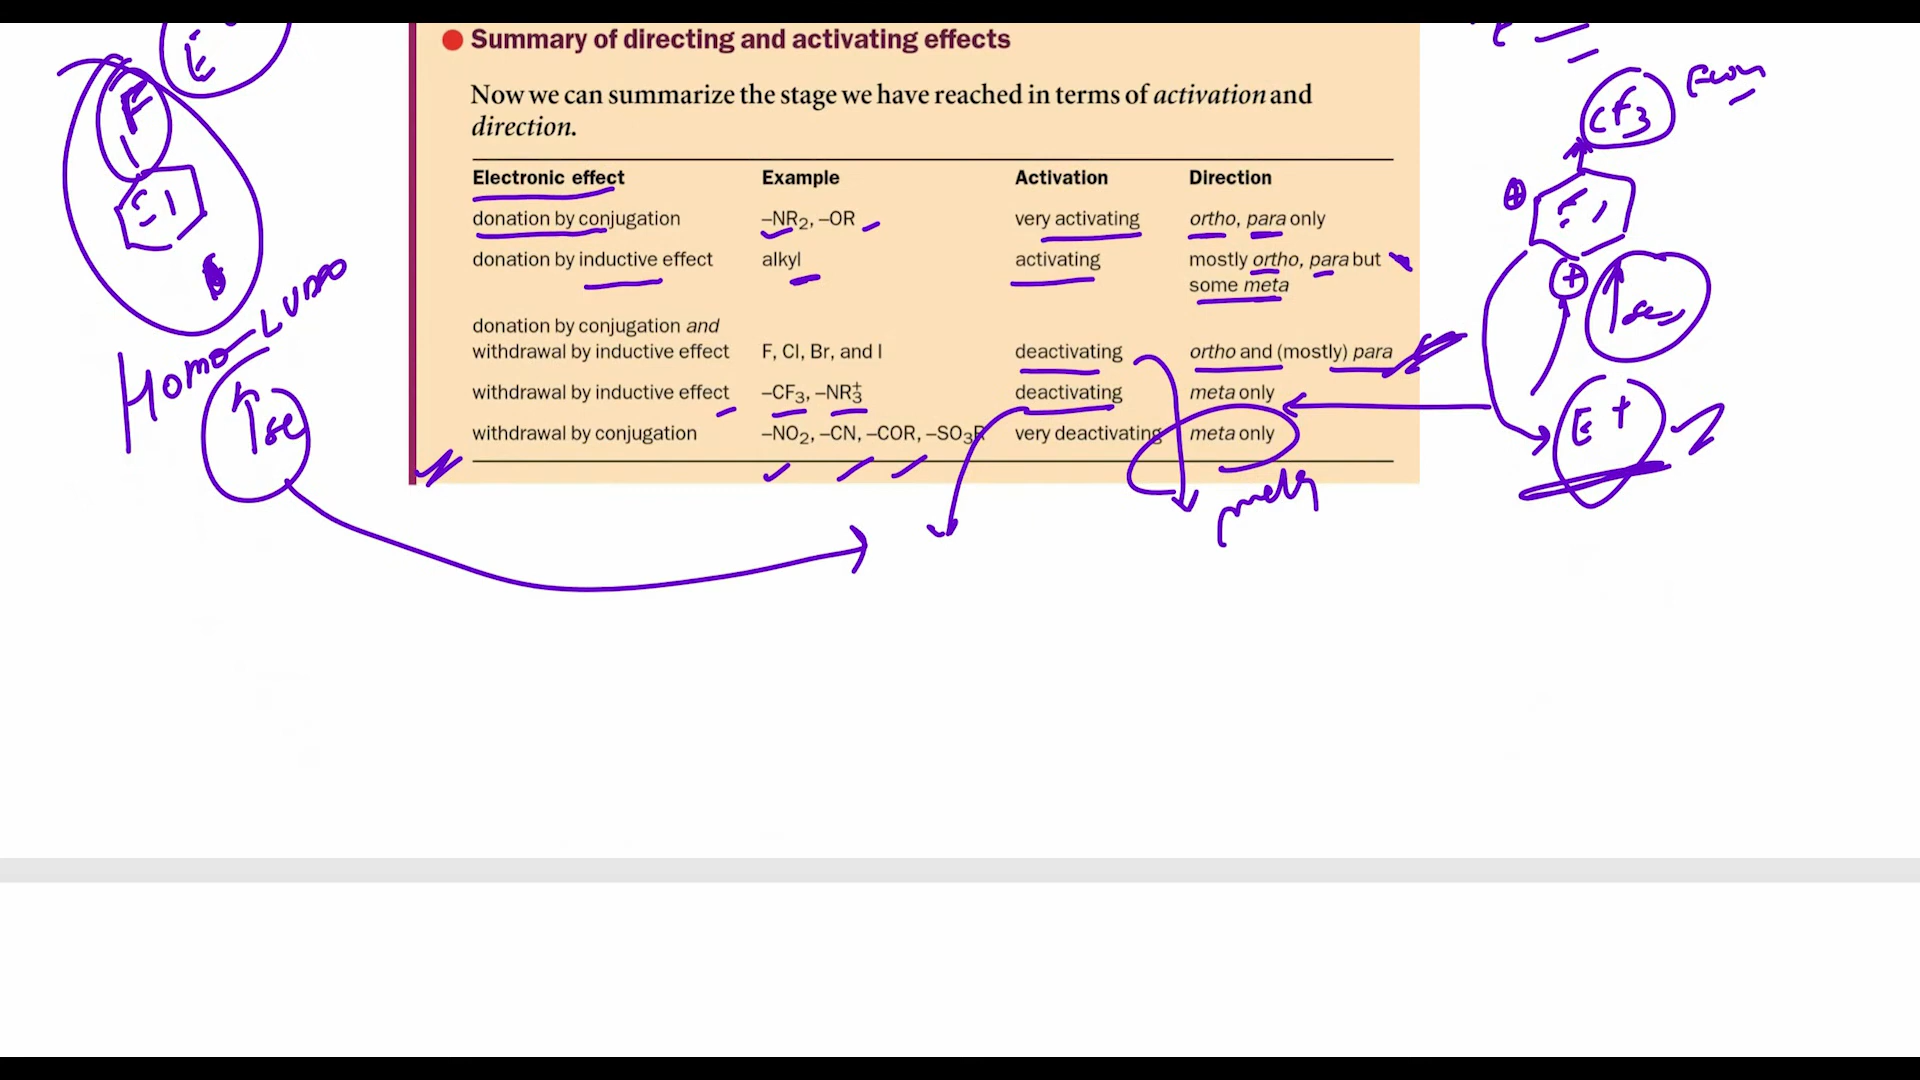 Summary of directing and activating effects
Now we can summarize the stage we have reached in terms of activation and
direction.
Electronic effect Example Activation Direction
donation by conjugation –NR2, –OR very activating ortho, para only
donation by inductive effect alkyl activating mostly ortho, para but
some meta
donation by conjugation and
withdrawal by inductive effect F, Cl, Br, and I deactivating ortho and (mostly) para
withdrawal by inductive effect –CF3, –NR3+ deactivating meta only
withdrawal by conjugation –NO2, –CN, –COR, –SO3R very deactivating meta only
F
Homo-LUMO
CF3
E+